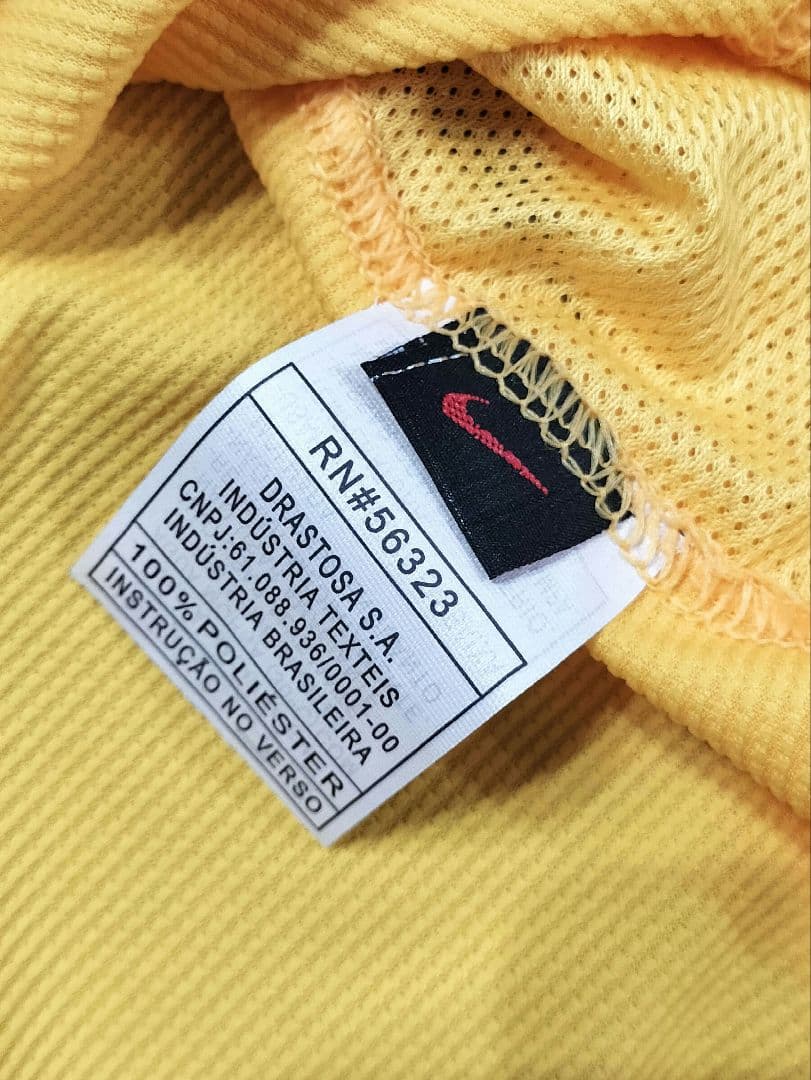 RN#56323
DRASTOSA S.A.
INDÚSTRIA TEXTEIS
CNPJ:61.088.936/0001-00
INDÚSTRIA BRASILEIRA
100% POLIÉSTER
INSTRUÇÃO NO VERSO